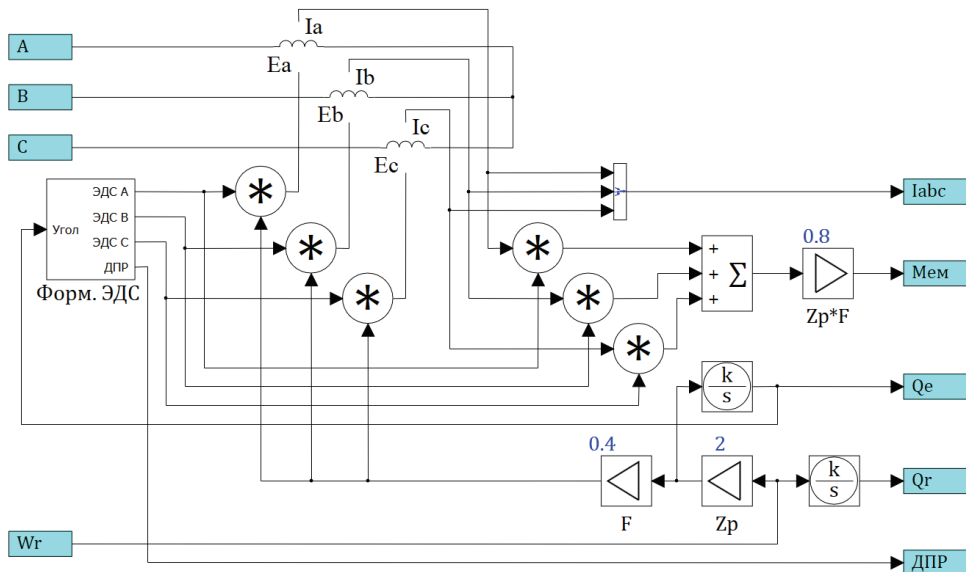 Ia
A
Ea
Ib
B
Eb
Ic
C
Ec
ЭДС A
Iabc
ЭДС B
Угол
ЭДС C
0.8
ДПР
+
+
+
Σ
Мем
Форм. ЭДС
Zp*F
k
s
Qe
0.4
2
k
s
Qr
F
Zp
Wr
ДПР